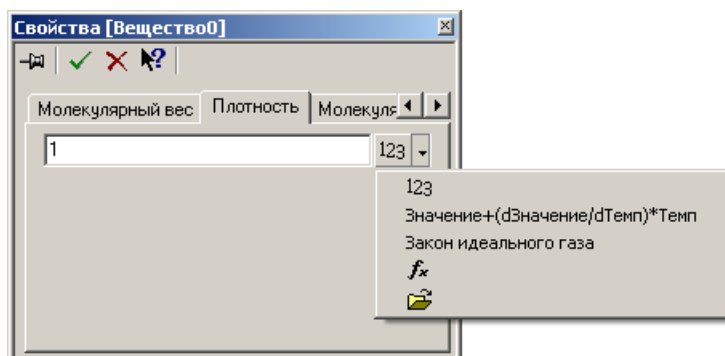 Свойства [Вещество0]
Молекулярный вес Плотность Молекуля
1 123
123
Значение+(dЗначение/dТемп)*Темп
Закон идеального газа
fx